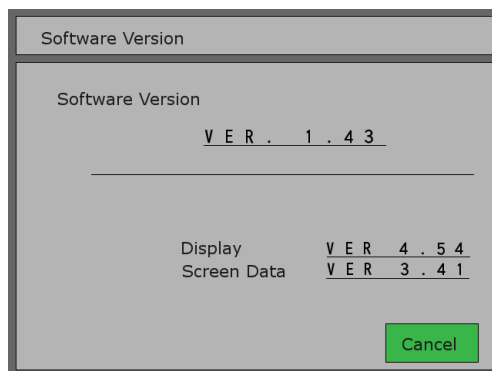 Software Version
Software Version
VER. 1.43
Display VER 4.54
Screen Data VER 3.41
Cancel